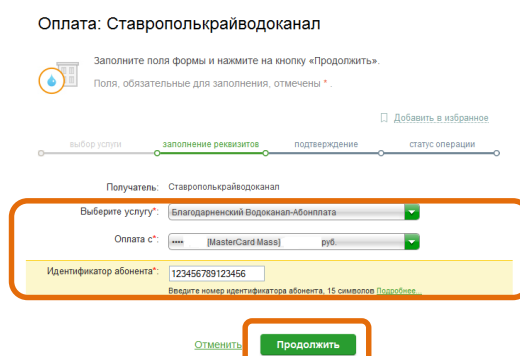 Оплата: Ставрополькрайводоканал
Заполните поля формы и нажмите на кнопку «Продолжить».
Поля, обязательные для заполнения, отмечены * .
Добавить в избранное
выбор услуги заполнение реквизитов подтверждение статус операции
Получатель: Ставрополькрайводоканал
Выберите услугу*: Благодарненский Водоканал-Абонплата
Оплата с*: •••• [MasterCard Mass] руб.
Идентификатор абонента*: 123456789123456
Введите номер идентификатора абонента, 15 символов Подробнее...
Отменить Продолжить